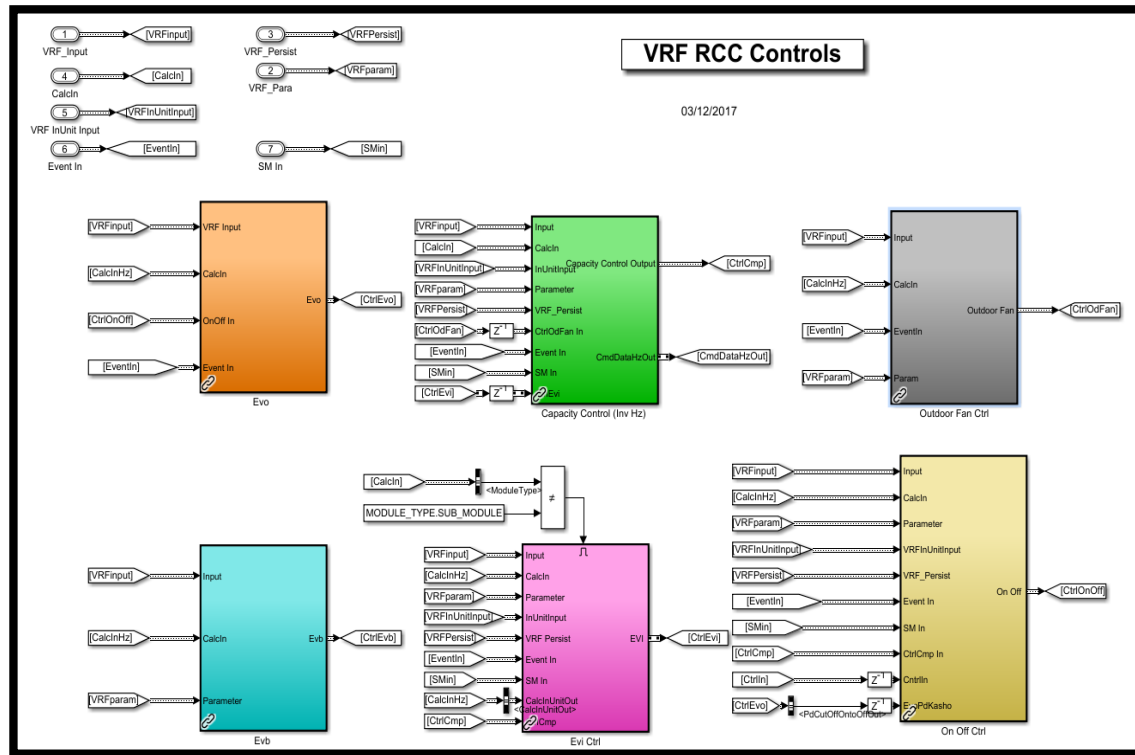 VRF RCC Controls
03/12/2017
1
[VRFinput]
VRF_Input
3
[VRFPersist]
VRF_Persist
4
[CalcIn]
CalcIn
2
[VRFparam]
VRF_Para
5
[VRFInUnitInput]
VRF InUnit Input
6
[EventIn]
Event In
7
[SMin]
SM In
[VRFinput]
VRF Input
[CalcInHz]
CalcIn
[CtrlOnOff]
OnOff In
[EventIn]
Event In
Evo
[CtrlEvo]
Evo
[VRFinput]
Input
[CalcIn]
CalcIn
[VRFInUnitInput]
InUnitInput
[VRFparam]
Parameter
[VRFPersist]
VRF_Persist
[CtrlOdFan]
Z-1
CtrlOdFan In
[EventIn]
Event In
[SMin]
SM In
[CtrlEvi]
Z-1
Evi
Capacity Control Output
[CtrlCmp]
CmdDataHzOut
[CmdDataHzOut]
Capacity Control (Inv Hz)
[VRFinput]
Input
[CalcInHz]
CalcIn
[EventIn]
EventIn
[VRFparam]
Param
Outdoor Fan
[CtrlOdFan]
Outdoor Fan Ctrl
[VRFinput]
Input
[CalcInHz]
CalcIn
[VRFparam]
Parameter
Evb
[CtrlEvb]
Evb
[CalcIn]
<ModuleType>
MODULE_TYPE.SUB_MODULE
≠
[VRFinput]
Input
[CalcInHz]
CalcIn
[VRFparam]
Parameter
[VRFInUnitInput]
InUnitInput
[VRFPersist]
VRF Persist
[EventIn]
Event In
[SMin]
SM In
[CalcInHz]
CalcInUnitOut
<CalcInUnitOut>
[CtrlCmp]
Cmp
EVI
[CtrlEvi]
Evi Ctrl
[VRFinput]
Input
[CalcInHz]
CalcIn
[VRFparam]
Parameter
[VRFInUnitInput]
VRFInUnitInput
[VRFPersist]
VRF_Persist
[EventIn]
Event In
[SMin]
SM In
[CtrlCmp]
CtrlCmp In
[CtrlIn]
Z-1
CntrlIn
[CtrlEvo]
<PdCutOffOntoOffOut>
Z-1
PdKasho
On Off
[CtrlOnOff]
On Off Ctrl